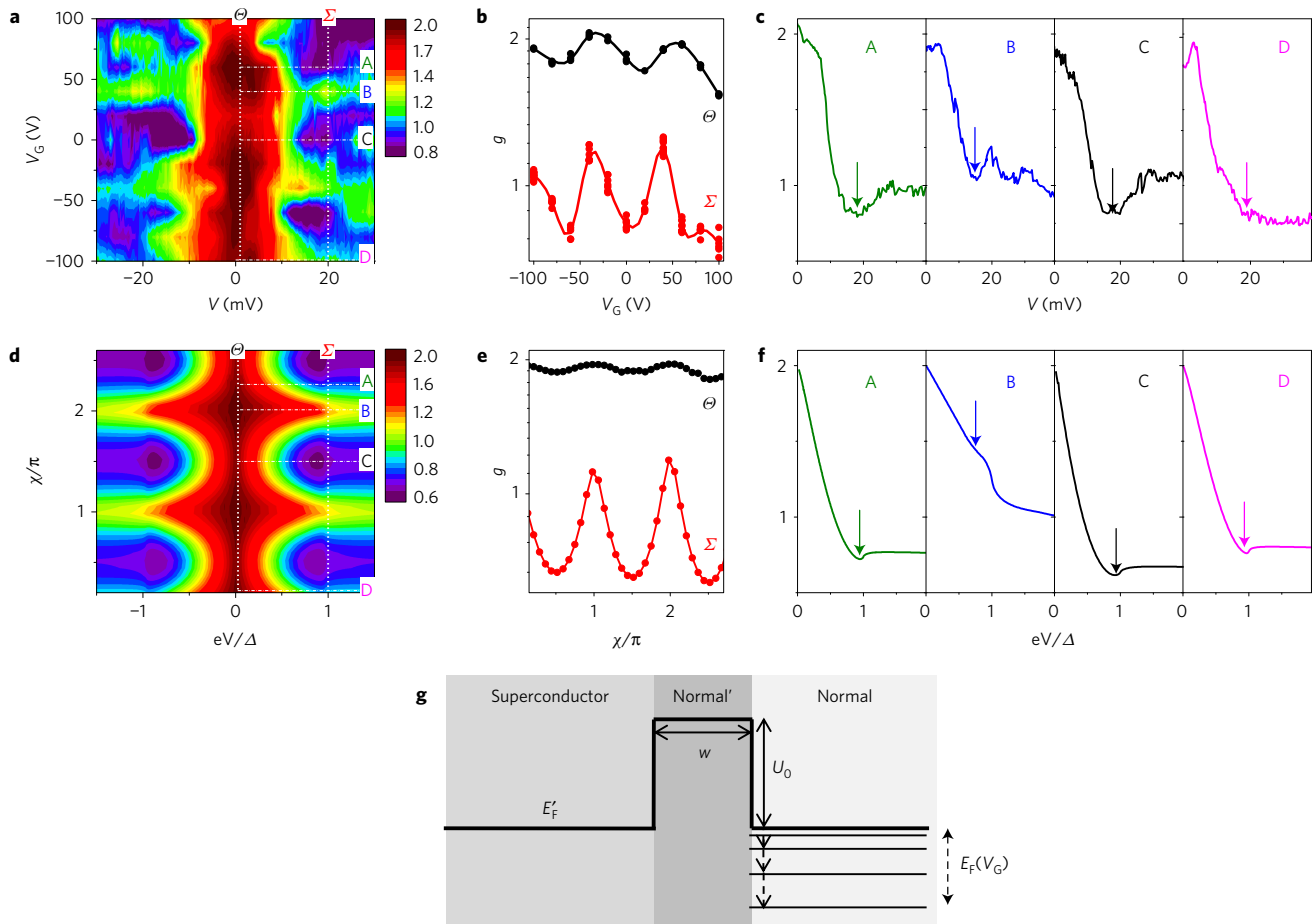 a
Θ
Σ
A
B
C
D
100
50
0
−50
−100
V_G (V)
−20
0
20
V (mV)
2.0
1.7
1.4
1.2
1.0
0.8
b
2
1
g
Θ
Σ
−100
−50
0
50
100
V_G (V)
c
2
1
A
B
C
D
0
20
0
20
0
20
0
20
V (mV)
d
Θ
Σ
A
B
C
D
2
1
χ/π
−1
0
1
eV/Δ
2.0
1.6
1.4
1.2
1.0
0.8
0.6
e
2
1
g
Θ
Σ
1
2
χ/π
f
2
1
A
B
C
D
0
1
0
1
0
1
0
1
eV/Δ
g
Superconductor
Normal'
Normal
w
U_0
E'_F
E_F(V_G)